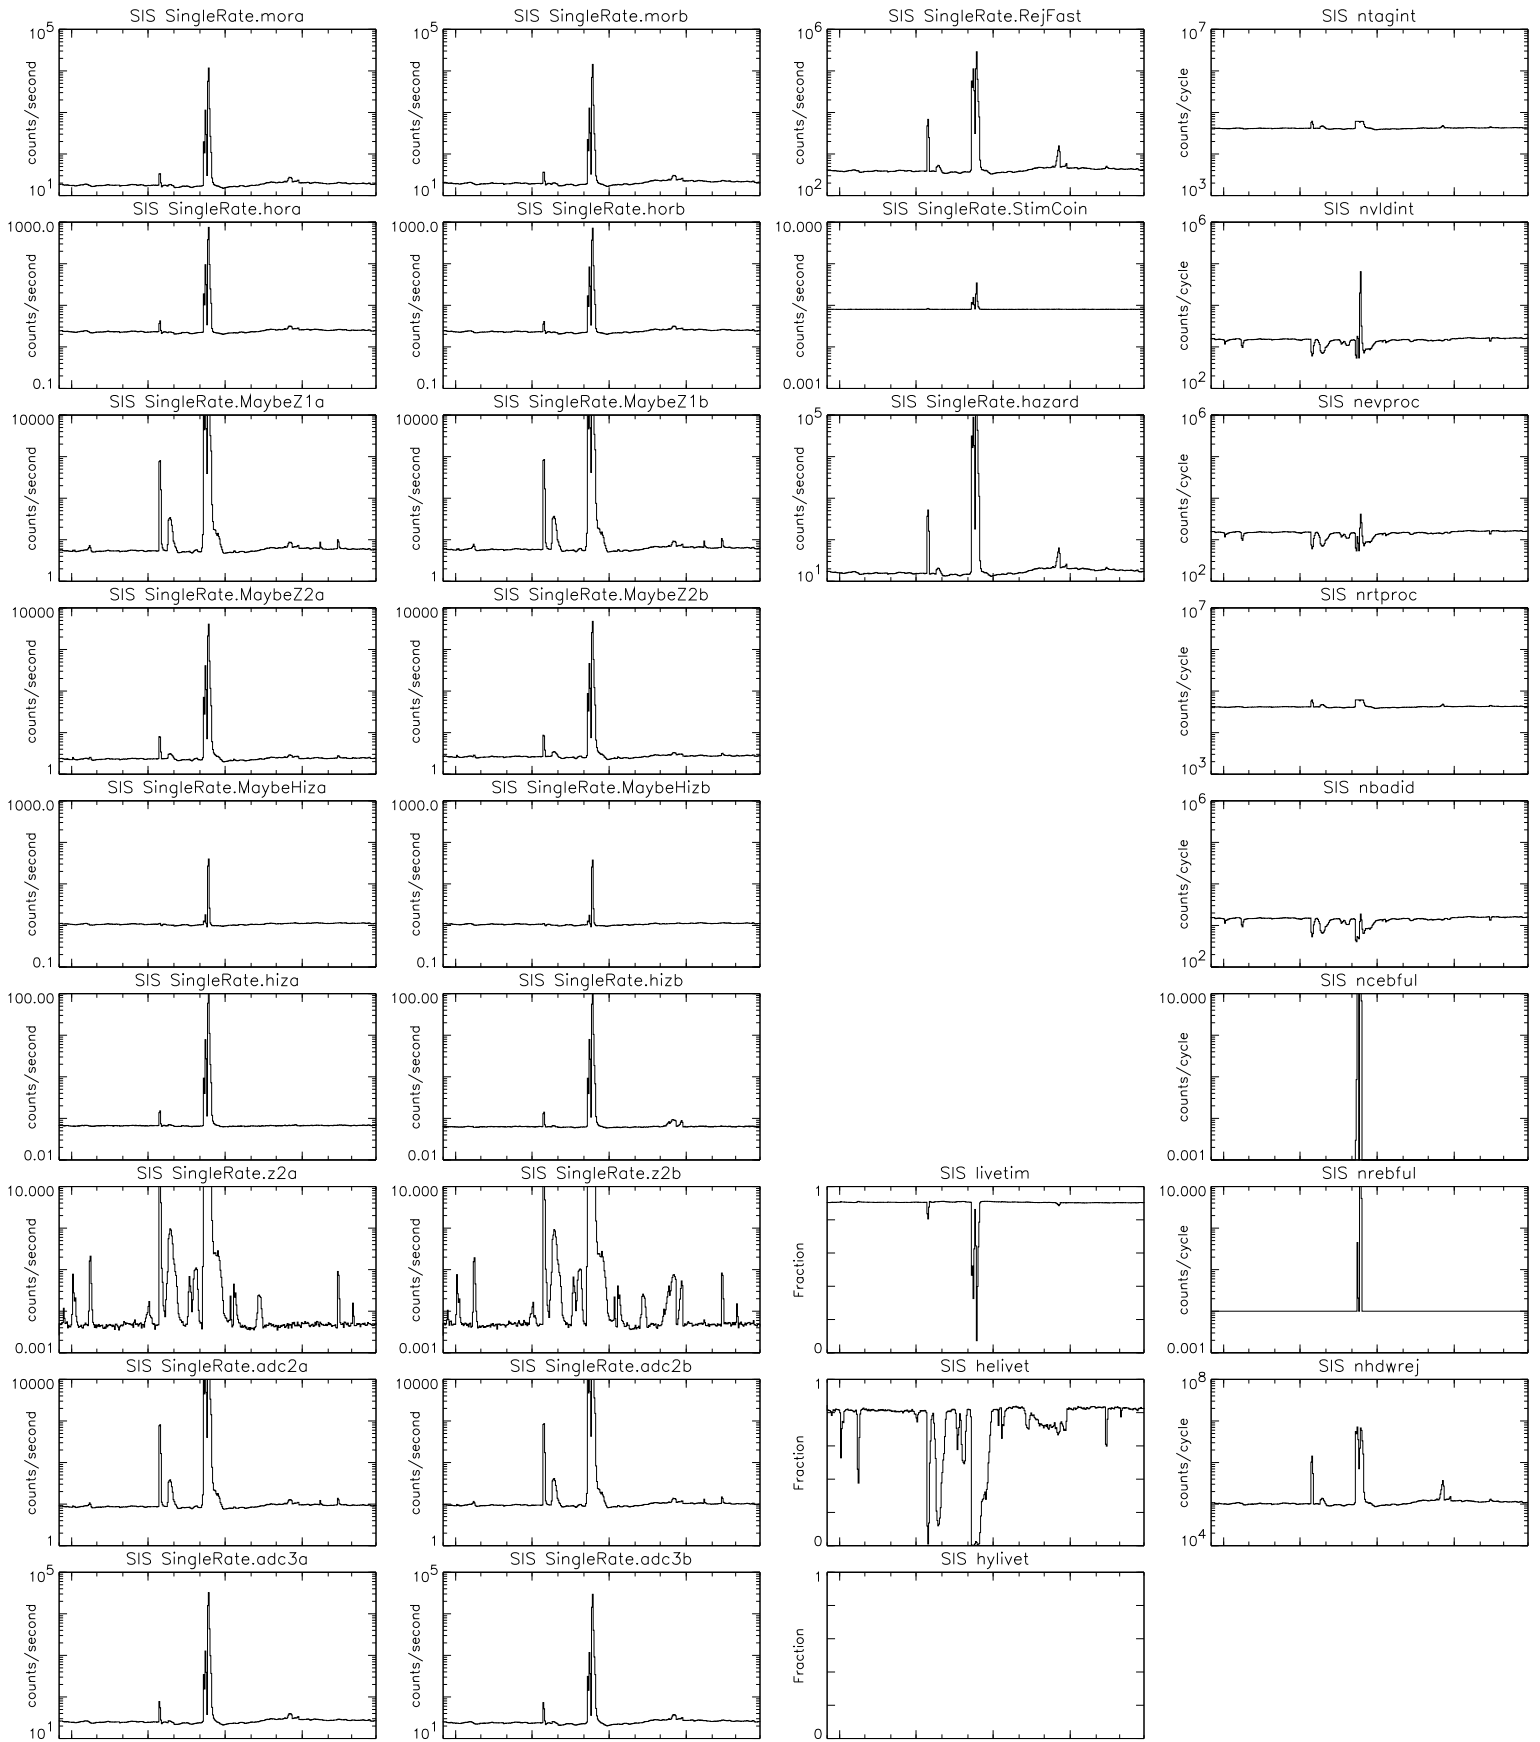 SIS SingleRate.mora
10^5
counts/second
10^1
SIS SingleRate.morb
10^5
counts/second
10^1
SIS SingleRate.RejFast
10^6
counts/second
10^2
SIS ntagint
10^7
counts/cycle
10^3
SIS SingleRate.hora
1000.0
counts/second
0.1
SIS SingleRate.horb
1000.0
counts/second
0.1
SIS SingleRate.StimCoin
10.000
counts/second
0.001
SIS nvldint
10^6
counts/cycle
10^2
SIS SingleRate.MaybeZ1a
10000
counts/second
1
SIS SingleRate.MaybeZ1b
10000
counts/second
1
SIS SingleRate.hazard
10^5
counts/second
10^1
SIS nevproc
10^6
counts/cycle
10^2
SIS SingleRate.MaybeZ2a
10000
counts/second
1
SIS SingleRate.MaybeZ2b
10000
counts/second
1
SIS nrtproc
10^7
counts/cycle
10^3
SIS SingleRate.MaybeHiza
1000.0
counts/second
0.1
SIS SingleRate.MaybeHizb
1000.0
counts/second
0.1
SIS nbadid
10^6
counts/cycle
10^2
SIS SingleRate.hiza
100.00
counts/second
0.01
SIS SingleRate.hizb
100.00
counts/second
0.01
SIS ncebful
10.000
counts/cycle
0.001
SIS SingleRate.z2a
10.000
counts/second
0.001
SIS SingleRate.z2b
10.000
counts/second
0.001
SIS livetim
1
Fraction
0
SIS nrebful
10.000
counts/cycle
0.001
SIS SingleRate.adc2a
10000
counts/second
1
SIS SingleRate.adc2b
10000
counts/second
1
SIS helivet
1
Fraction
0
SIS nhdwrej
10^8
counts/cycle
10^4
SIS SingleRate.adc3a
10^5
counts/second
10^1
SIS SingleRate.adc3b
10^5
counts/second
10^1
SIS hylivet
1
Fraction
0